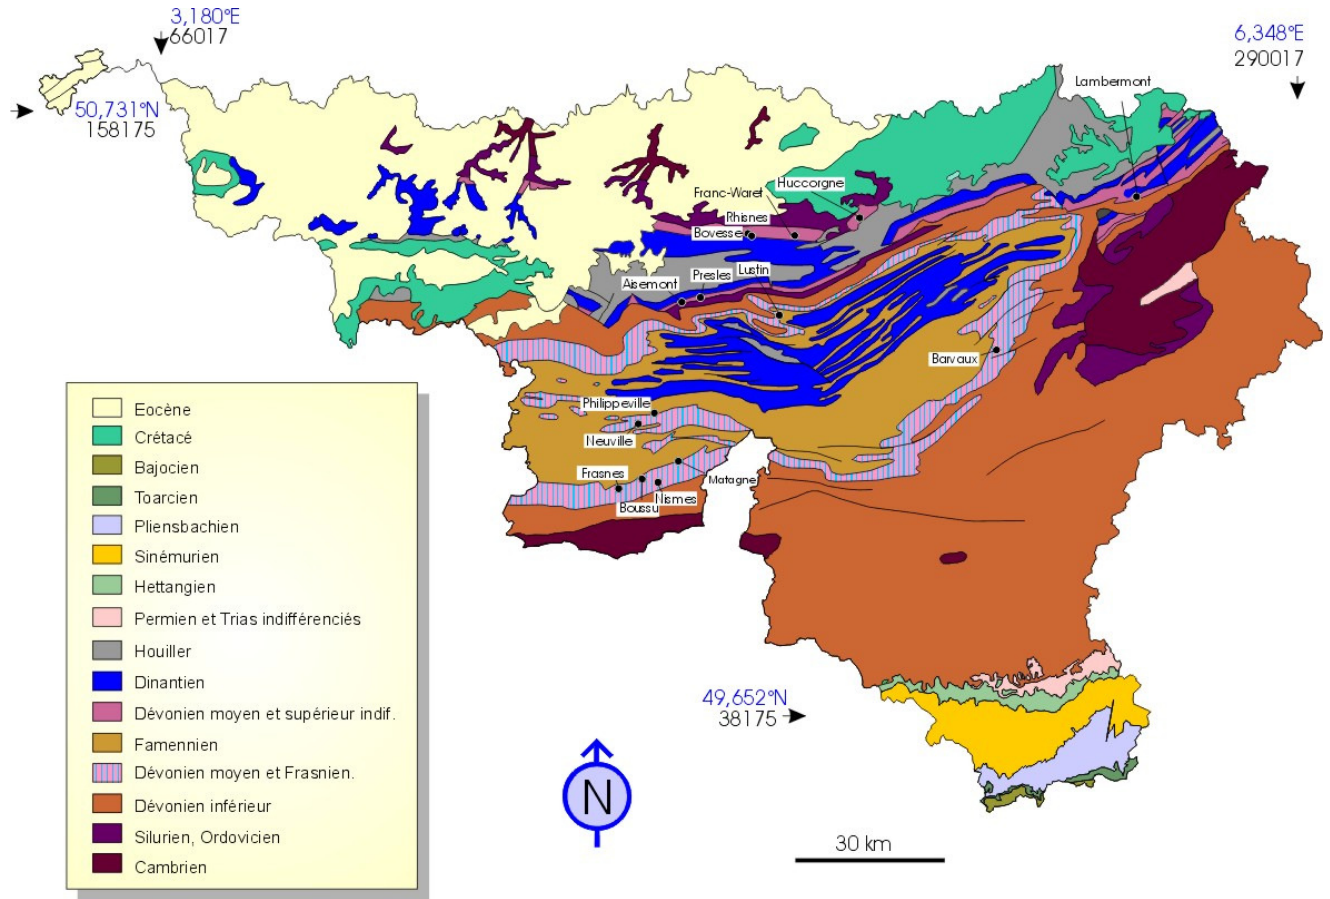 3,180°E
66017
6,348°E
290017
Lambermont
50,731°N
158175
Huccorgne
Franc-Waret
Rhisnes
Bovesse
Aisemont
Presles
Lustin
Barvaux
Philippeville
Neuville
Frasnes
Matagne
Nismes
Boussu
Eocène
Crétacé
Bajocien
Toarcien
Pliensbachien
Sinémurien
Hettangien
Permien et Trias indifférenciés
Houiller
Dinantien
Dévonien moyen et supérieur indif.
Famennien
Dévonien moyen et Frasnien.
Dévonien inférieur
Silurien, Ordovicien
Cambrien
49,652°N
38175
N
30 km